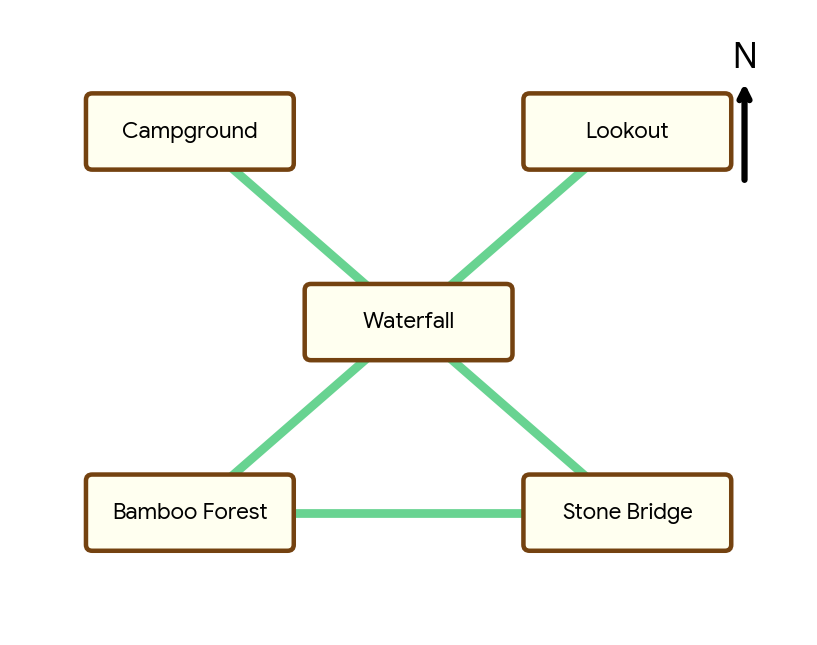 N
Campground
Lookout
Waterfall
Bamboo Forest
Stone Bridge